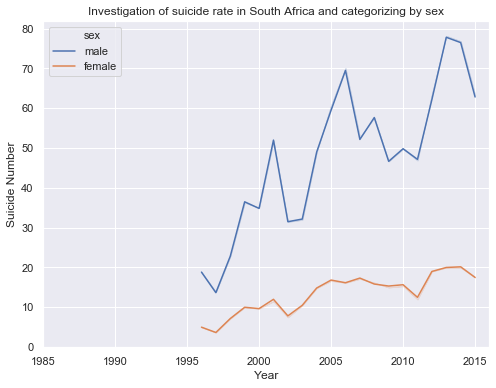 Investigation of suicide rate in South Africa and categorizing by sex
sex
male
female
80
70
60
50
40
30
20
10
0
Suicide Number
1985 1990 1995 2000 2005 2010 2015
Year